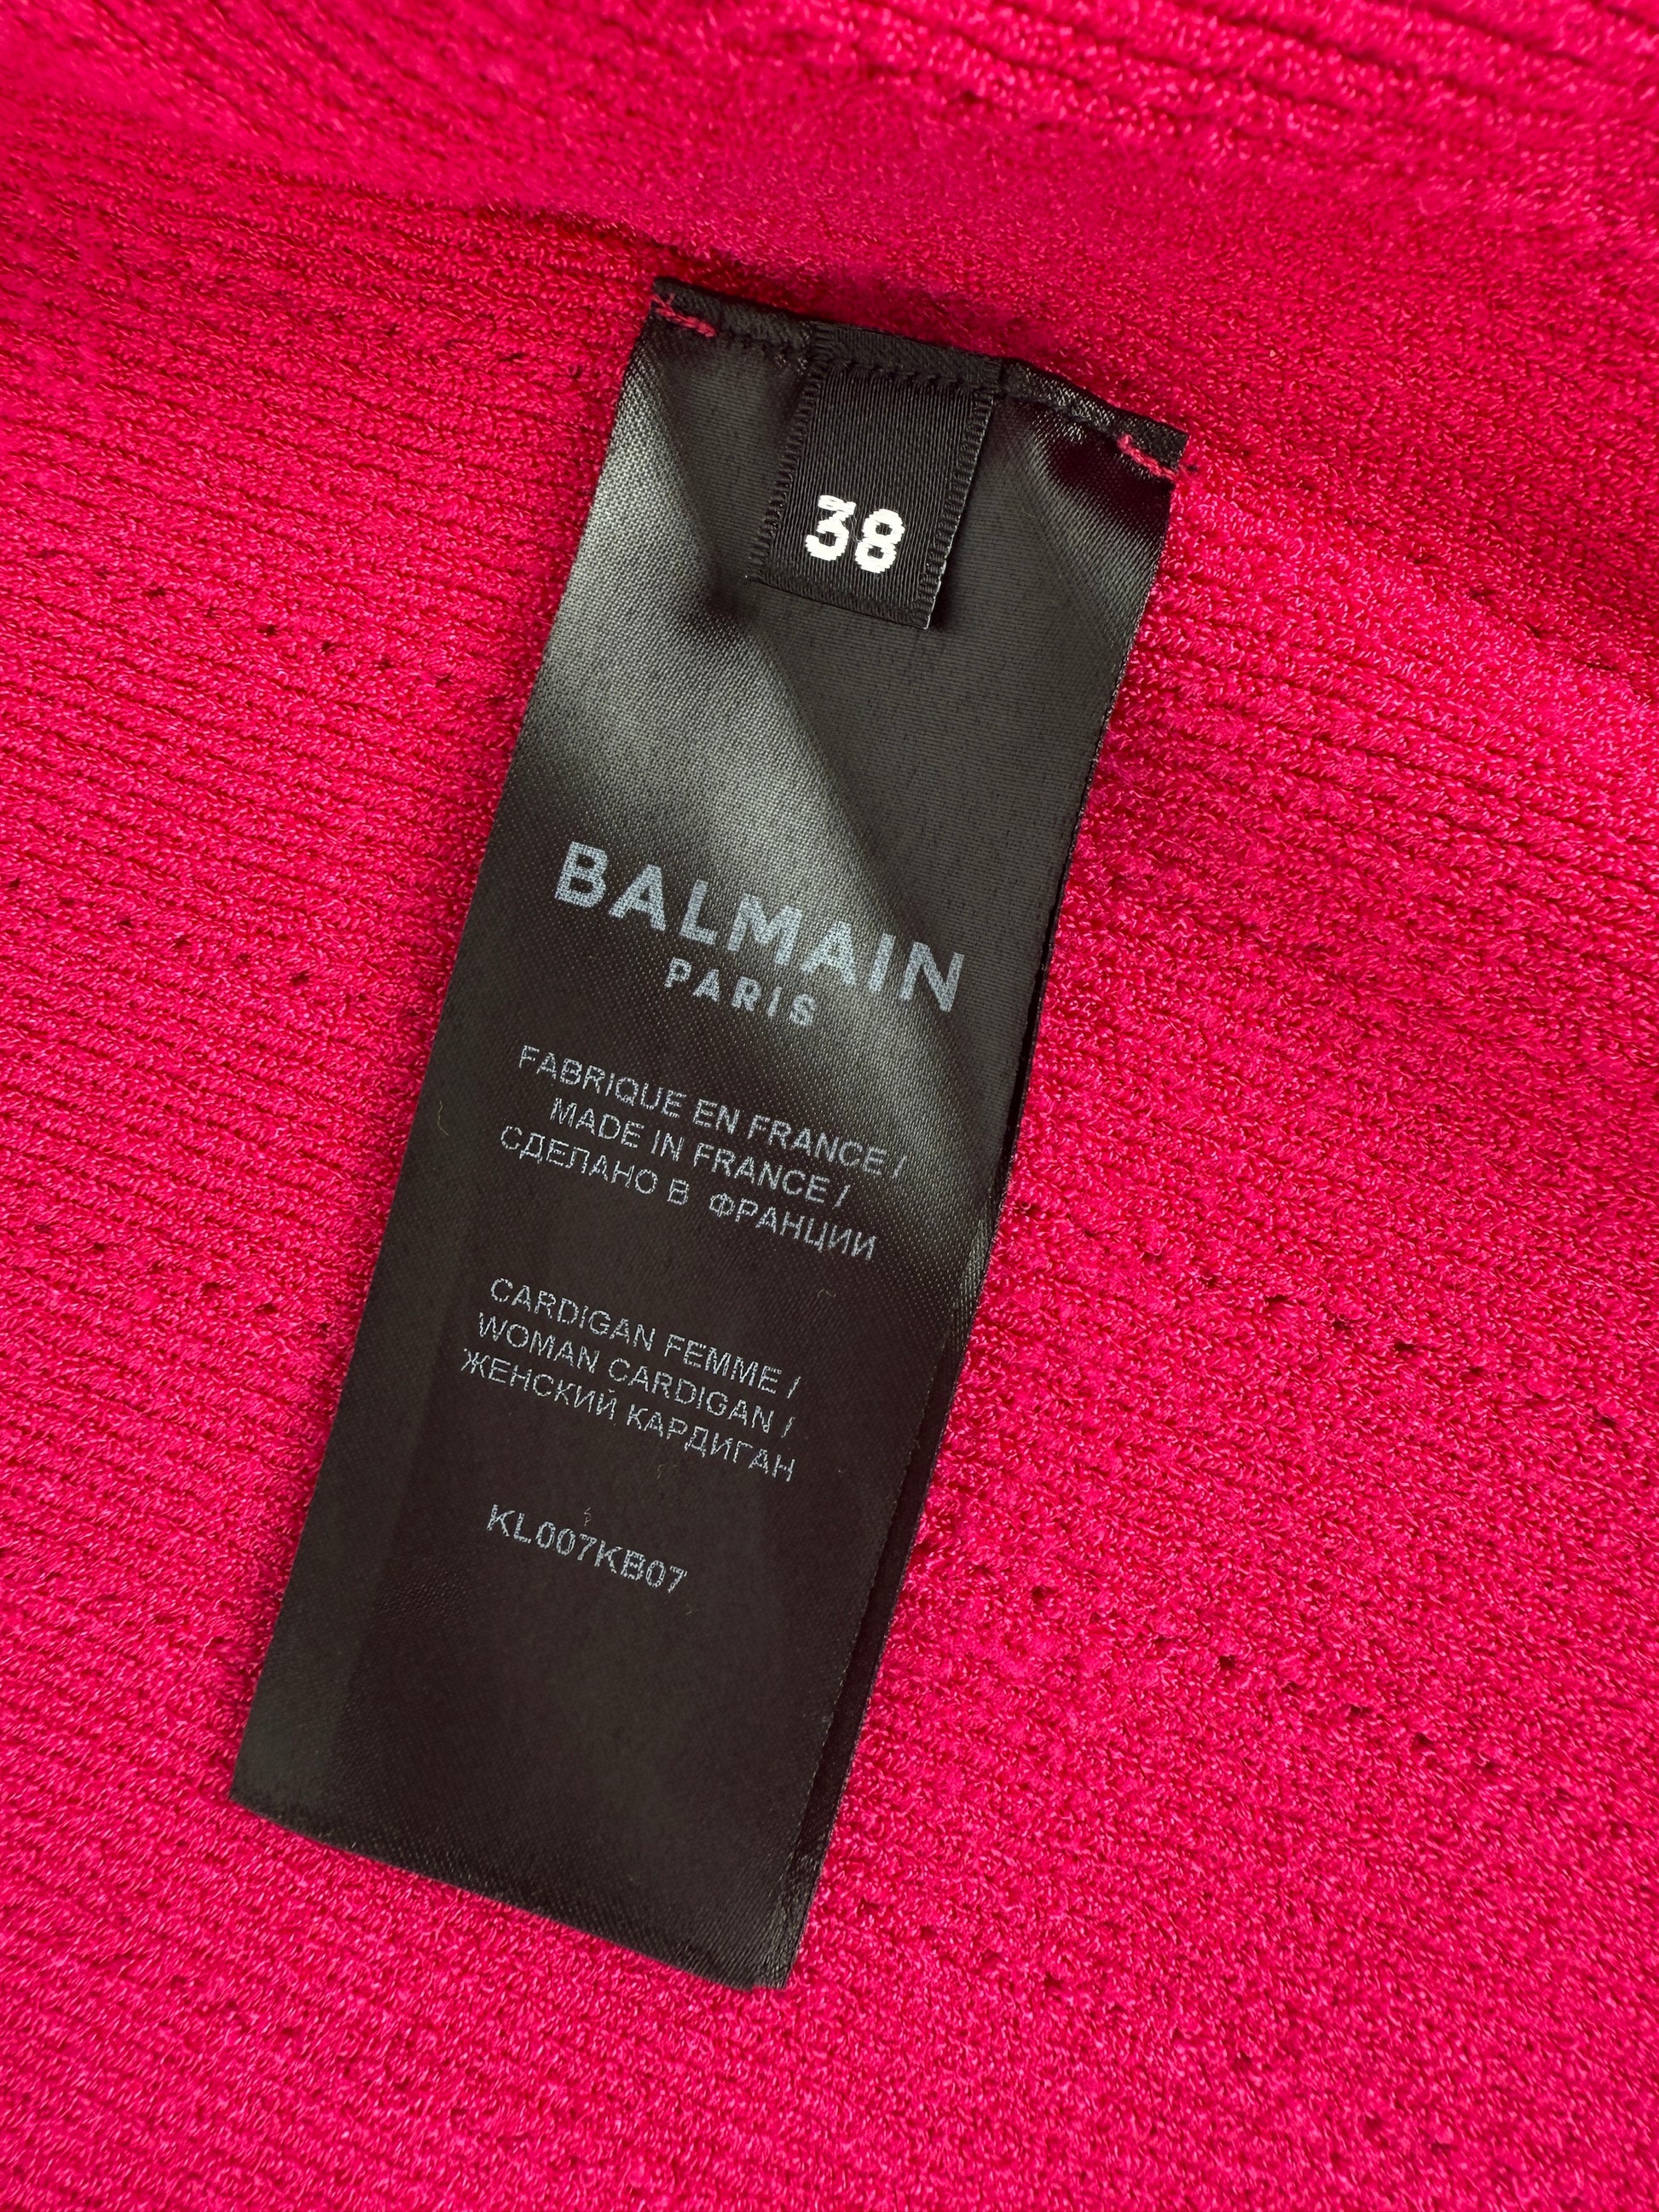 38
BALMAIN
PARIS
FABRIQUE EN FRANCE /
MADE IN FRANCE /
СДЕЛАНО В ФРАНЦИИ
CARDIGAN FEMME /
WOMAN CARDIGAN /
ЖЕНСКИЙ КАРДИГАН
KL007KB07